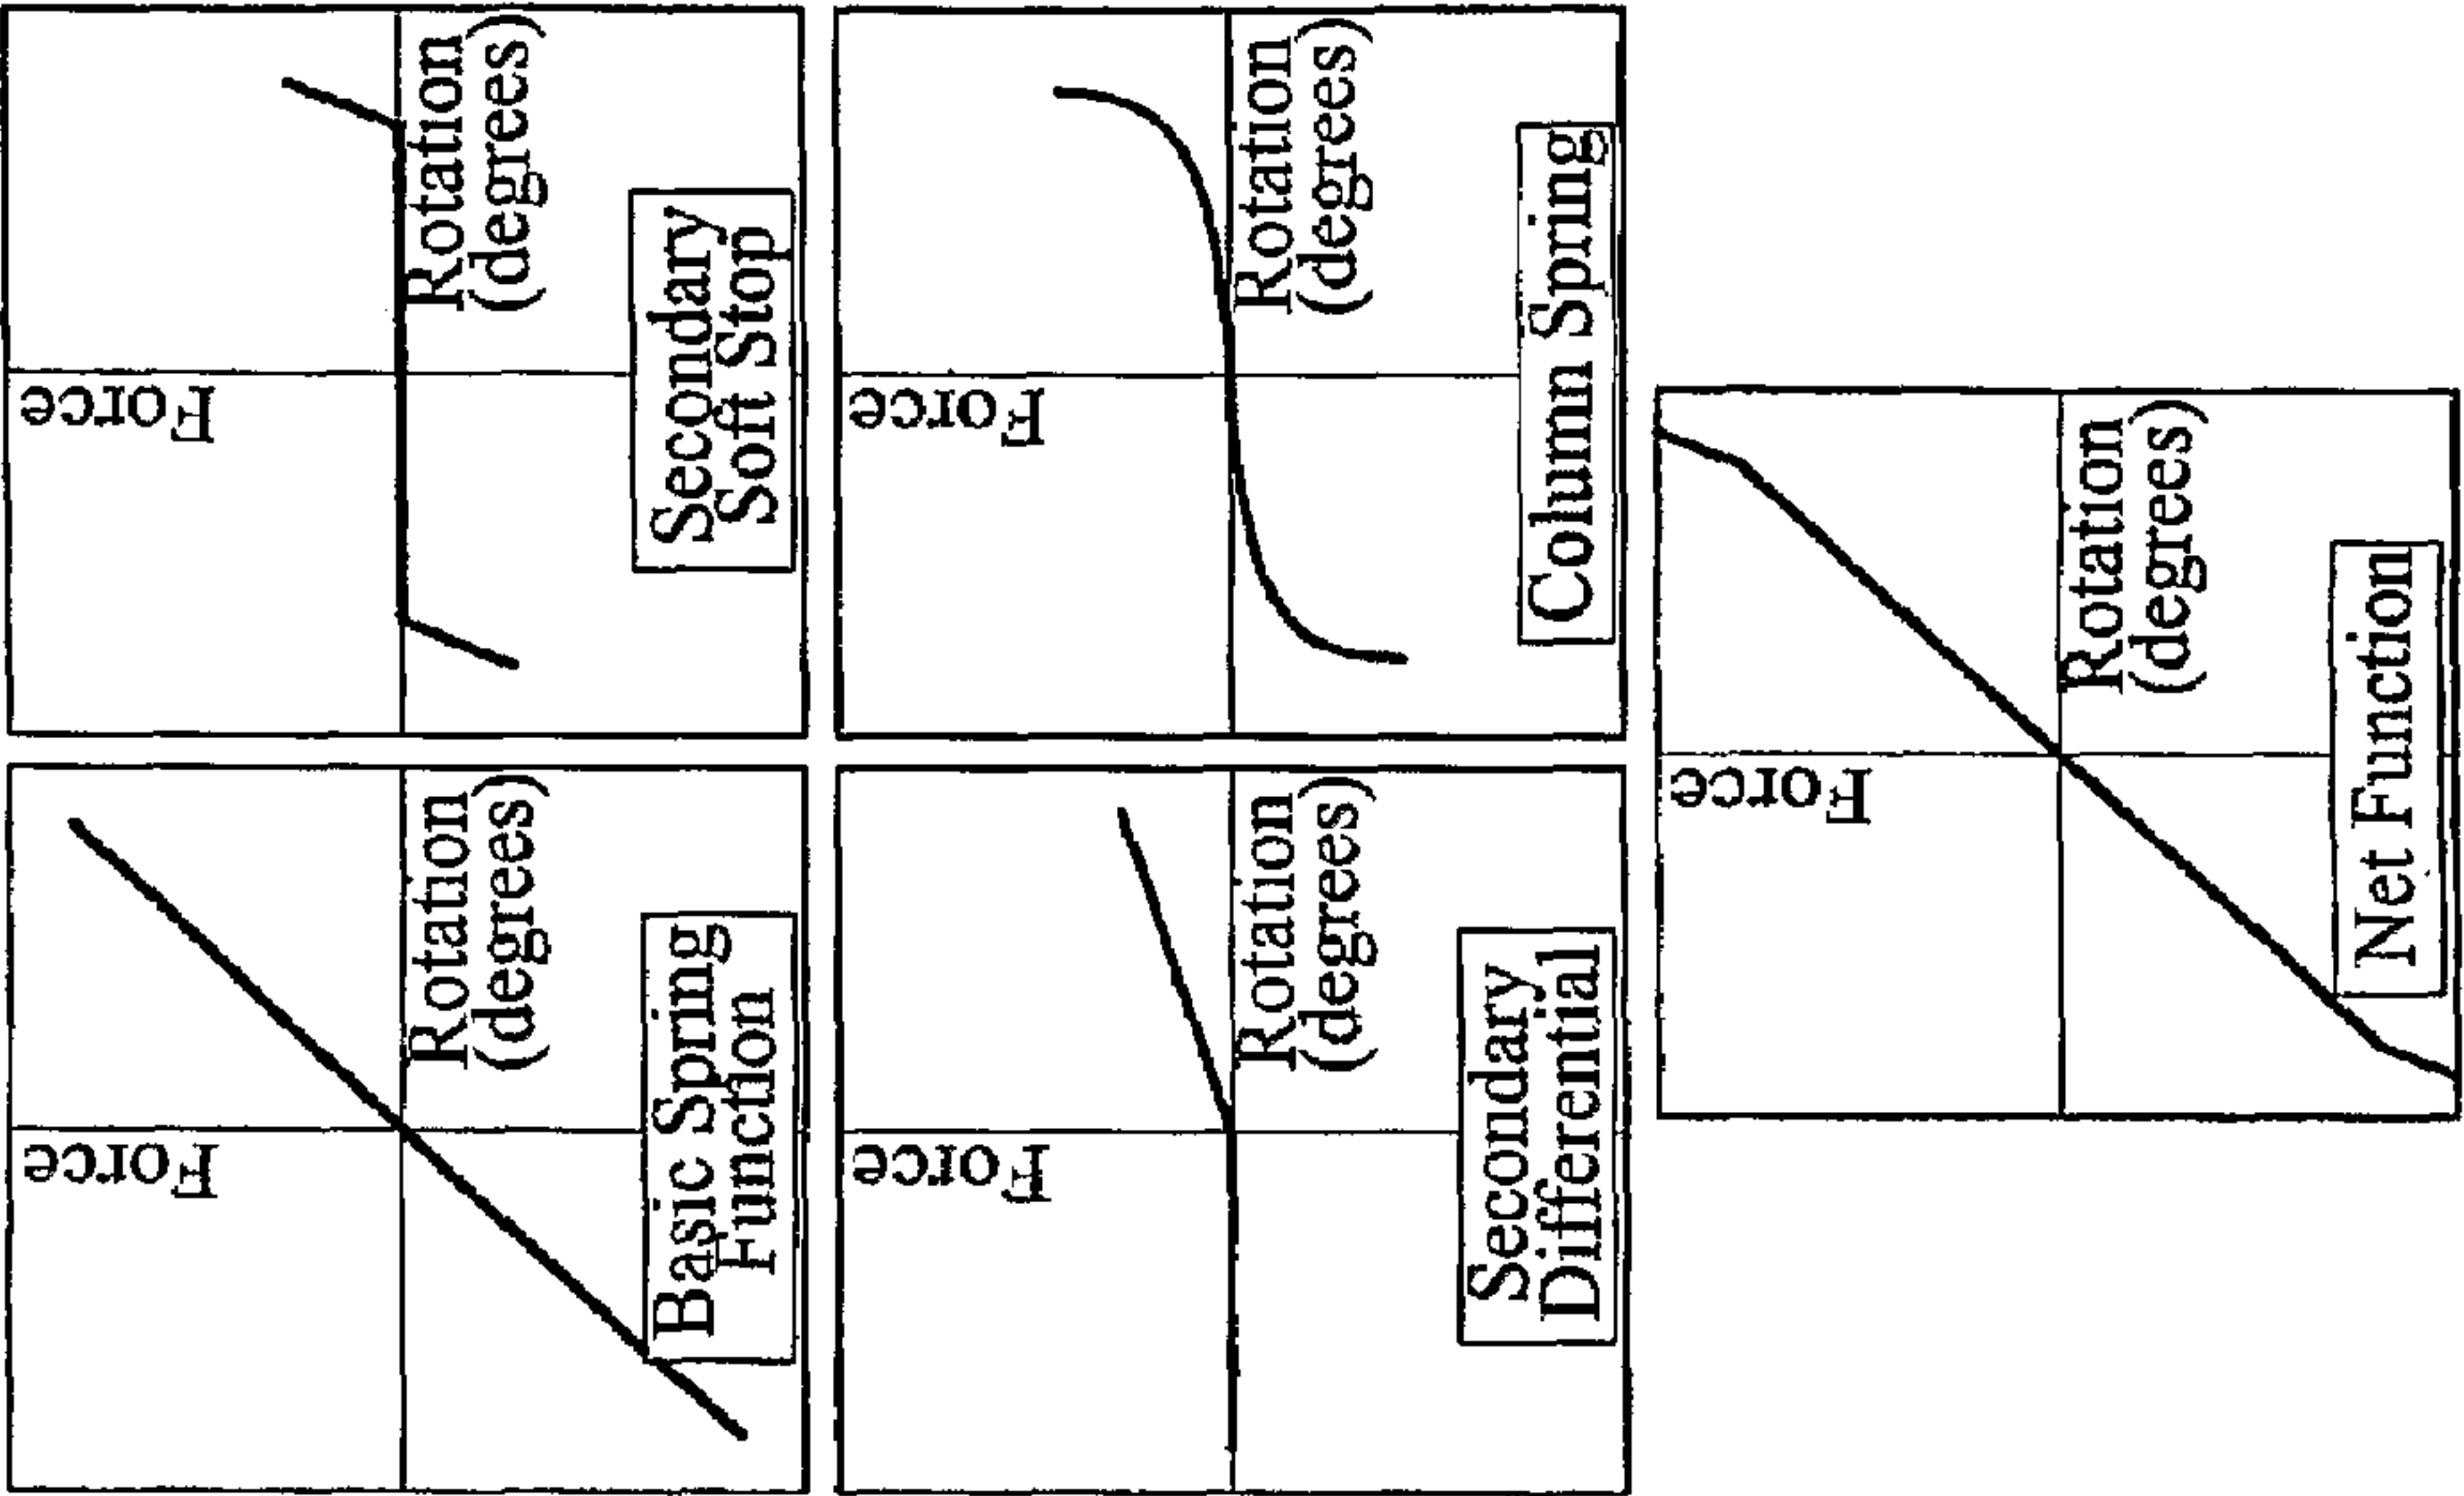 Force
Rotation
(degrees)
Basic Spring
Function
Force
Rotation
(degrees)
Secondary
Soft Stop
Force
Rotation
(degrees)
Secondary
Differential
Force
Rotation
(degrees)
Column Spring
Force
Rotation
(degrees)
Net Function